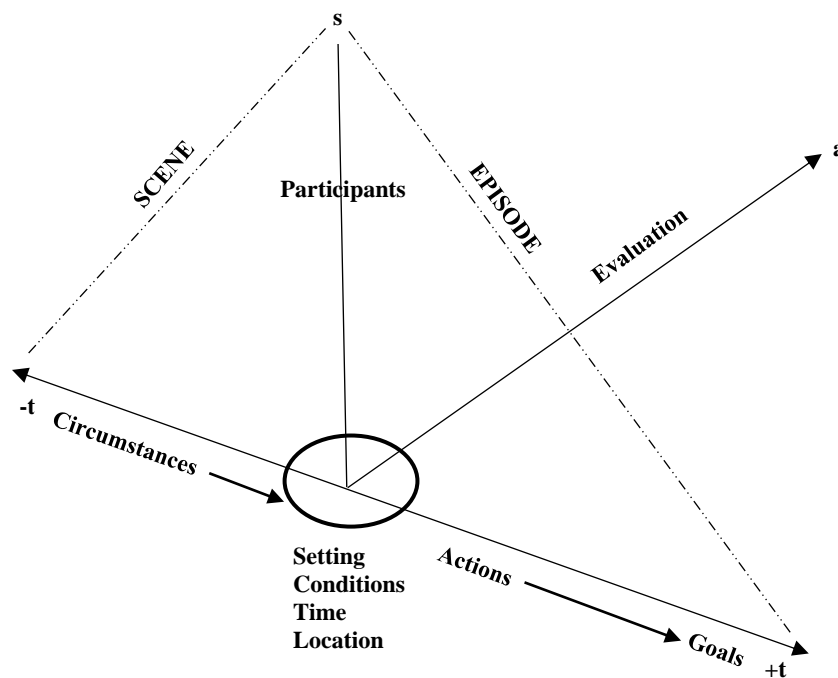 s
SCENE
EPISODE
a
Participants
Evaluation
-t
Circumstances
Setting
Conditions
Time
Location
Actions
Goals
+t